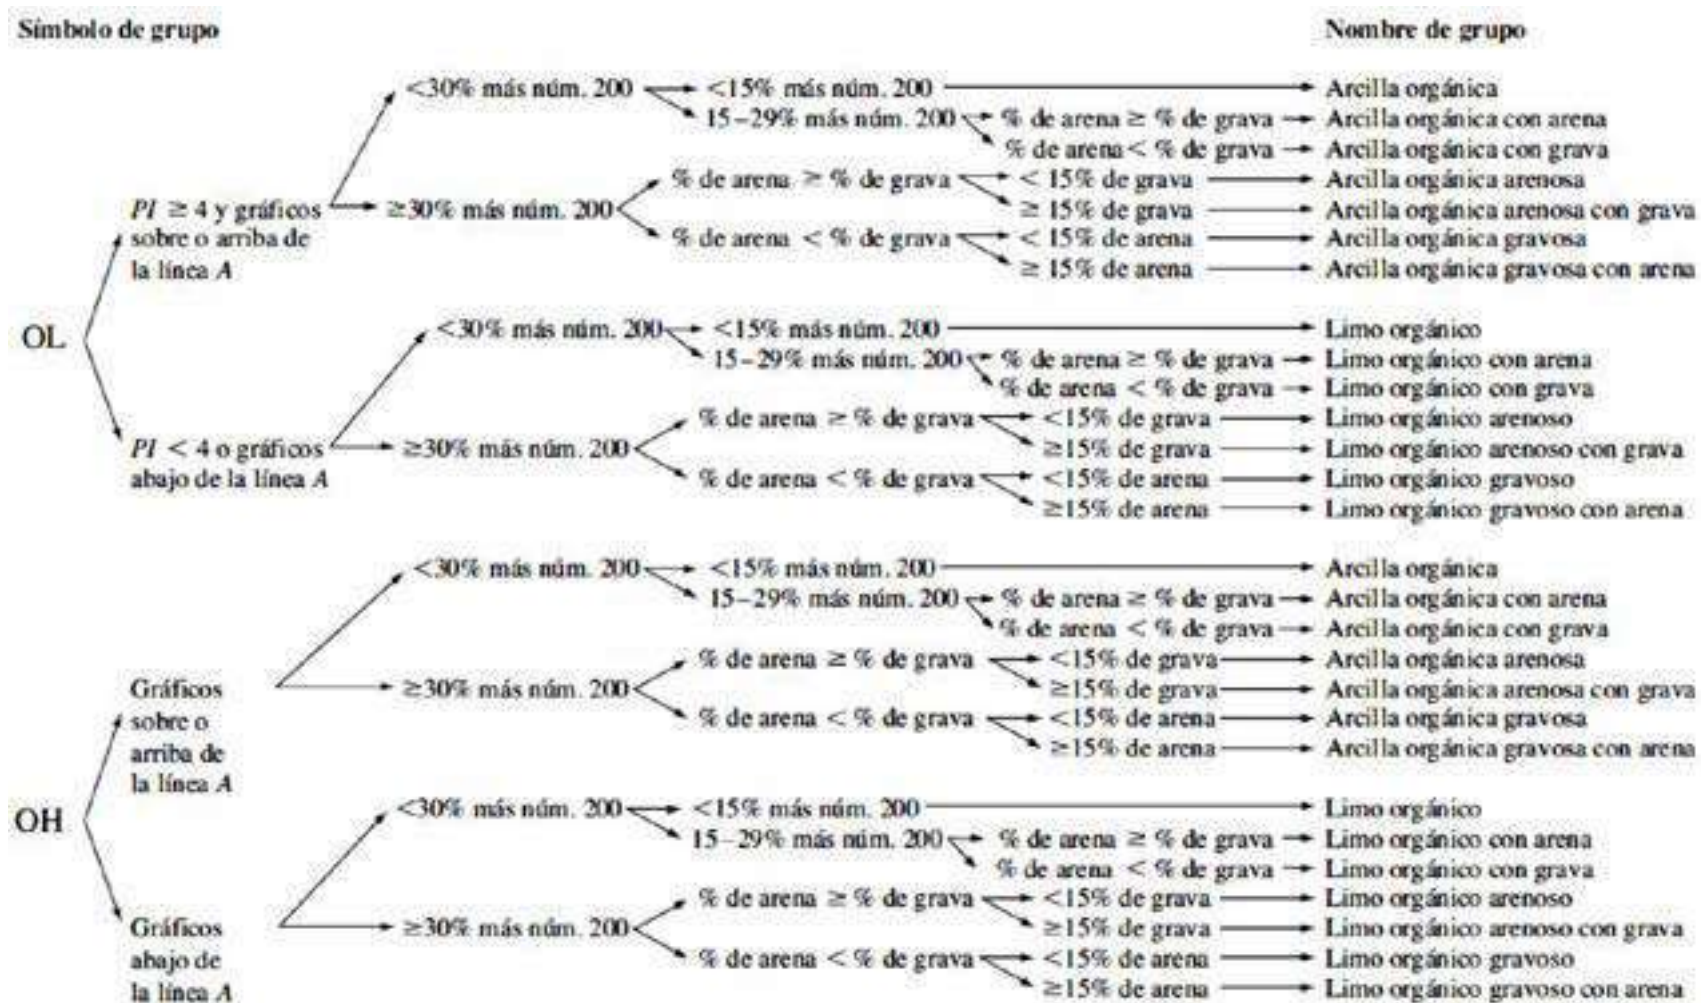 Símbolo de grupo Nombre de grupo
<30% más núm. 200 <15% más núm. 200 Arcilla orgánica
15–29% más núm. 200 % de arena ≥ % de grava Arcilla orgánica con arena
% de arena < % de grava Arcilla orgánica con grava
% de arena ≥ % de grava < 15% de grava Arcilla orgánica arenosa
PI ≥ 4 y gráficos ≥30% más núm. 200 ≥ 15% de grava Arcilla orgánica arenosa con grava
sobre o arriba de % de arena < % de grava < 15% de arena Arcilla orgánica gravosa
la línea A ≥ 15% de arena Arcilla orgánica gravosa con arena
OL <30% más núm. 200 <15% más núm. 200 Limo orgánico
15–29% más núm. 200 % de arena ≥ % de grava Limo orgánico con arena
% de arena < % de grava Limo orgánico con grava
% de arena ≥ % de grava <15% de grava Limo orgánico arenoso
PI < 4 o gráficos ≥30% más núm. 200 ≥15% de grava Limo orgánico arenoso con grava
abajo de la línea A % de arena < % de grava <15% de arena Limo orgánico gravoso
≥15% de arena Limo orgánico gravoso con arena
<30% más núm. 200 <15% más núm. 200 Arcilla orgánica
15–29% más núm. 200 % de arena ≥ % de grava Arcilla orgánica con arena
% de arena < % de grava Arcilla orgánica con grava
% de arena ≥ % de grava <15% de grava Arcilla orgánica arenosa
Gráficos ≥30% más núm. 200 ≥15% de grava Arcilla orgánica arenosa con grava
sobre o % de arena < % de grava <15% de arena Arcilla orgánica gravosa
arriba de ≥15% de arena Arcilla orgánica gravosa con arena
la línea A
OH <30% más núm. 200 <15% más núm. 200 Limo orgánico
15–29% más núm. 200 % de arena ≥ % de grava Limo orgánico con arena
% de arena < % de grava Limo orgánico con grava
% de arena ≥ % de grava <15% de grava Limo orgánico arenoso
Gráficos ≥30% más núm. 200 ≥15% de grava Limo orgánico arenoso con grava
abajo de % de arena < % de grava <15% de arena Limo orgánico gravoso
la línea A ≥15% de arena Limo orgánico gravoso con arena